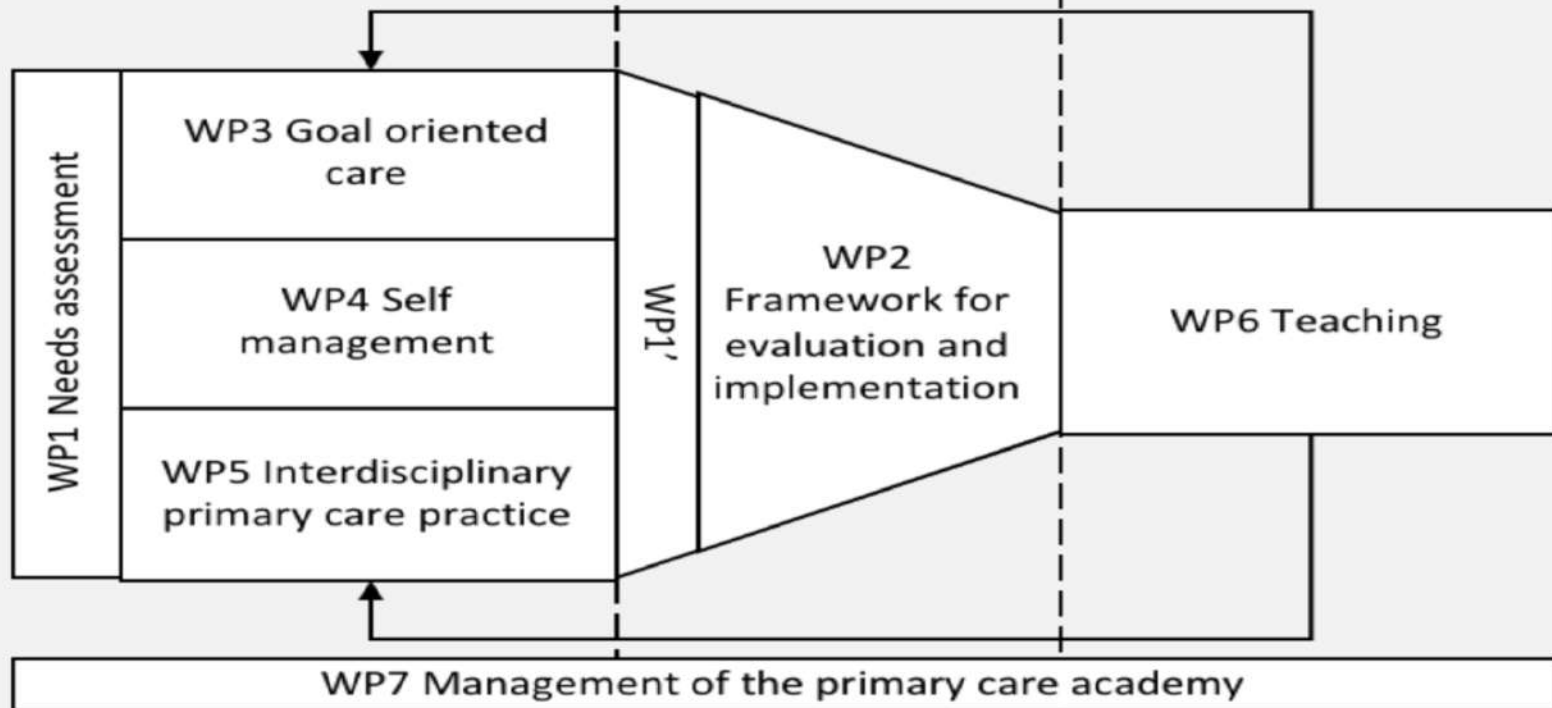 WP1 Needs assessment
WP3 Goal oriented
care
WP4 Self
management
WP5 Interdisciplinary
primary care practice
WP1’
WP2
Framework for
evaluation and
implementation
WP6 Teaching
WP7 Management of the primary care academy